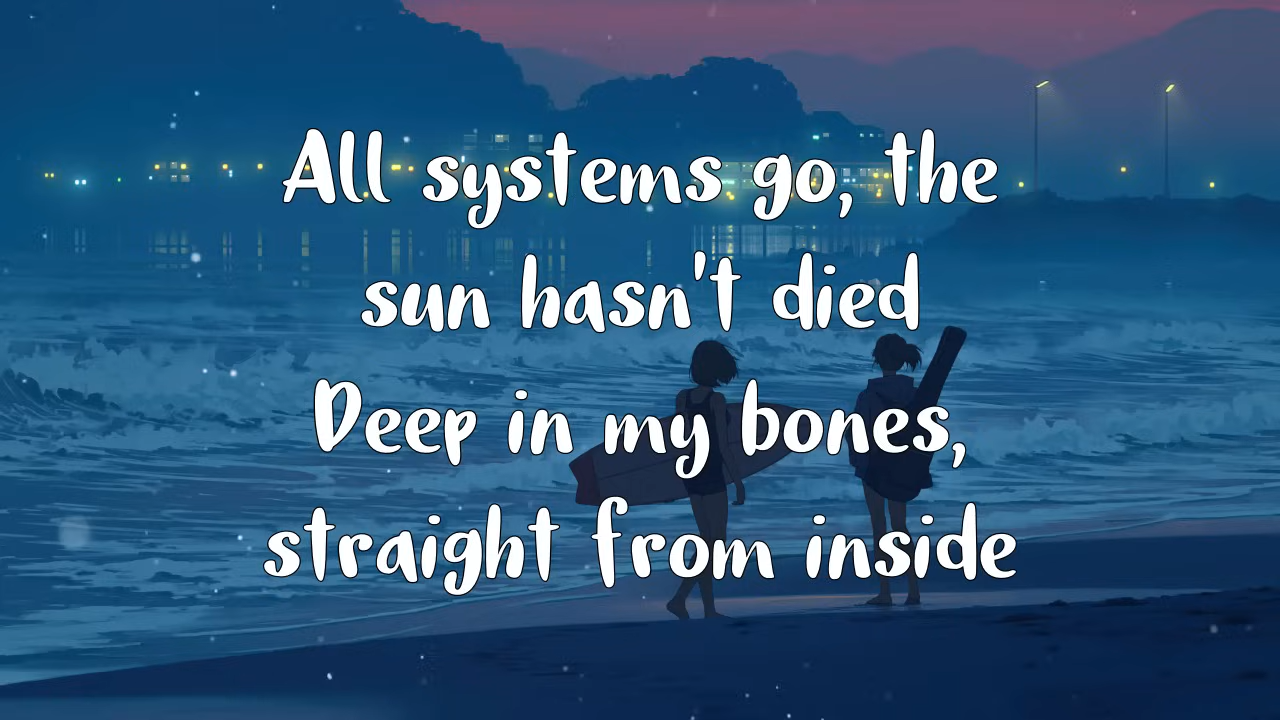 All systems go, the
sun hasn't died
Deep in my bones,
straight from inside